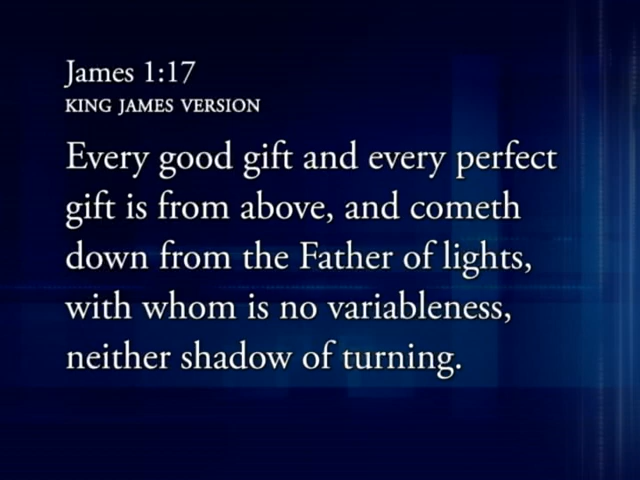 James 1:17
KING JAMES VERSION
Every good gift and every perfect
gift is from above, and cometh
down from the Father of lights,
with whom is no variableness,
neither shadow of turning.